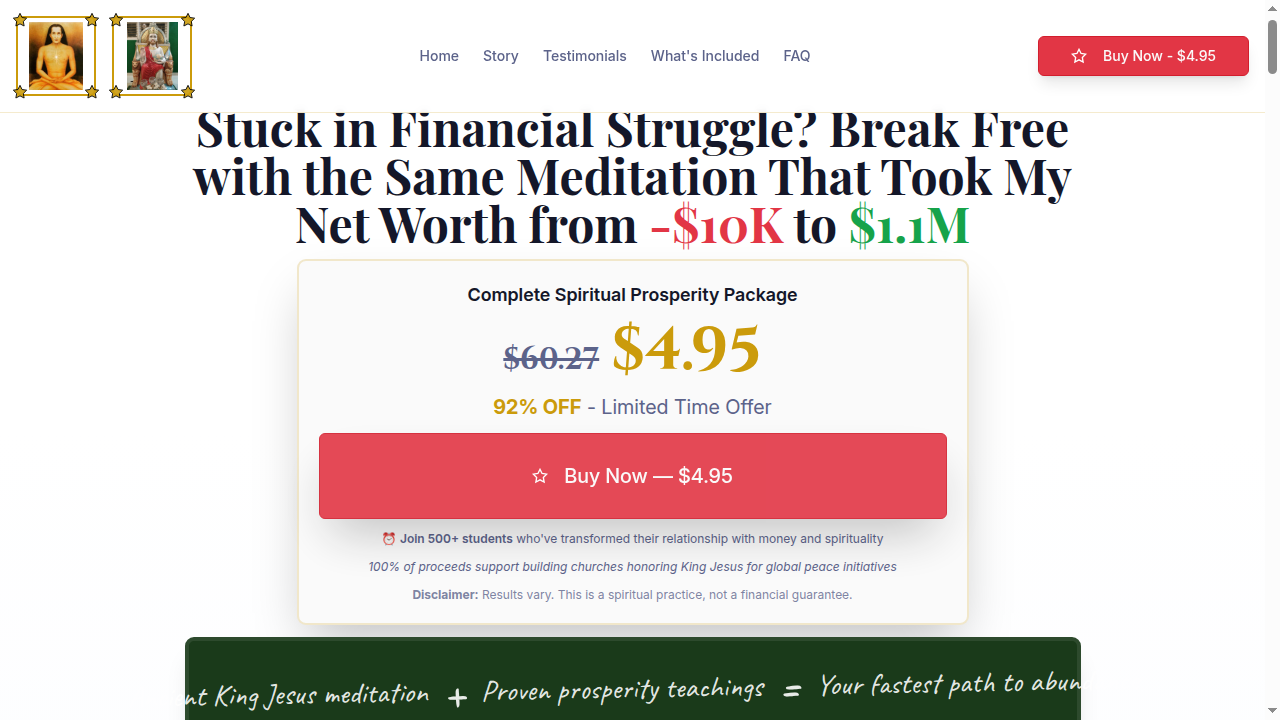 Home Story Testimonials What's Included FAQ
Buy Now - $4.95
Stuck in Financial Struggle? Break Free
with the Same Meditation That Took My
Net Worth from -$10K to $1.1M
Complete Spiritual Prosperity Package
$60.27 $4.95
92% OFF - Limited Time Offer
Buy Now — $4.95
⏰ Join 500+ students who've transformed their relationship with money and spirituality
100% of proceeds support building churches honoring King Jesus for global peace initiatives
Disclaimer: Results vary. This is a spiritual practice, not a financial guarantee.
King Jesus meditation + Proven prosperity teachings = Your fastest path to